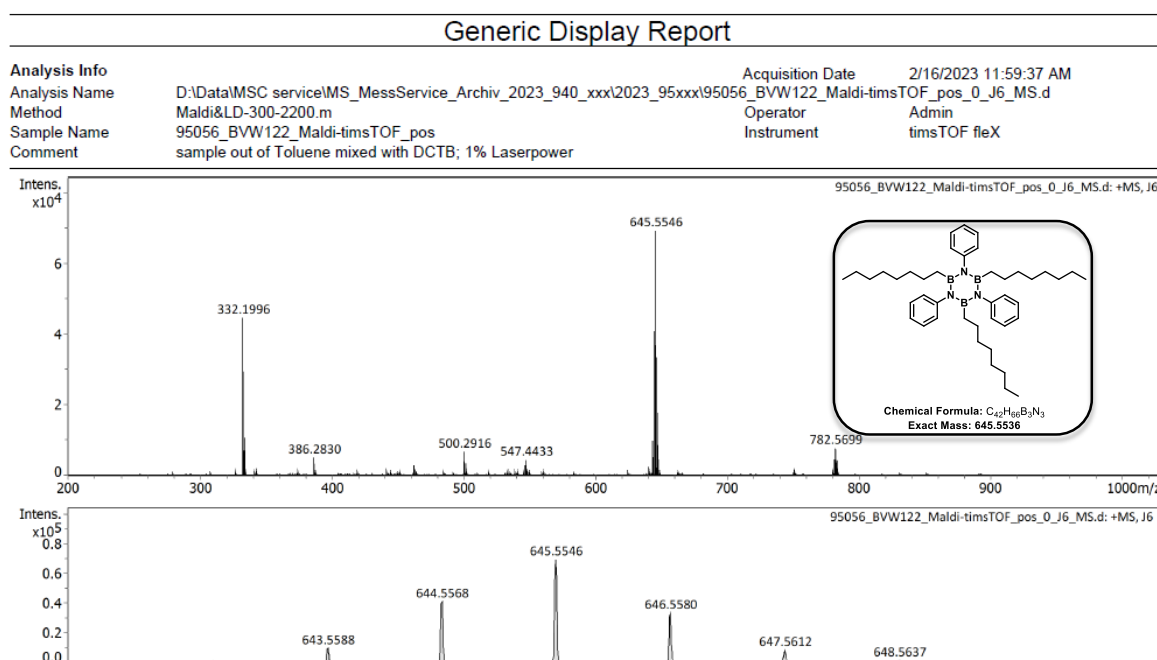 Generic Display Report
Analysis Info
Acquisition Date 2/16/2023 11:59:37 AM
Analysis Name D:\Data\MSC service\MS_MessService_Archiv_2023_940_xxx\2023_95xxx\95056_BVW122_Maldi-timsTOF_pos_0_J6_MS.d
Method Maldi&LD-300-2200.m Operator Admin
Sample Name 95056_BVW122_Maldi-timsTOF_pos Instrument timsTOF fleX
Comment sample out of Toluene mixed with DCTB; 1% Laserpower
Intens.
x10⁴
95056_BVW122_Maldi-timsTOF_pos_0_J6_MS.d: +MS, J6
645.5546
6
332.1996
4
2
386.2830
500.2916
547.4433
782.5699
0
N
B B
N N
B
Chemical Formula: C₄₂H₆₆B₃N₃
Exact Mass: 645.5536
200 300 400 500 600 700 800 900 1000 m/z
Intens.
x10⁵
95056_BVW122_Maldi-timsTOF_pos_0_J6_MS.d: +MS, J6
0.8
645.5546
0.6
644.5568
646.5580
0.4
643.5588
647.5612
0.2
648.5637
0.0